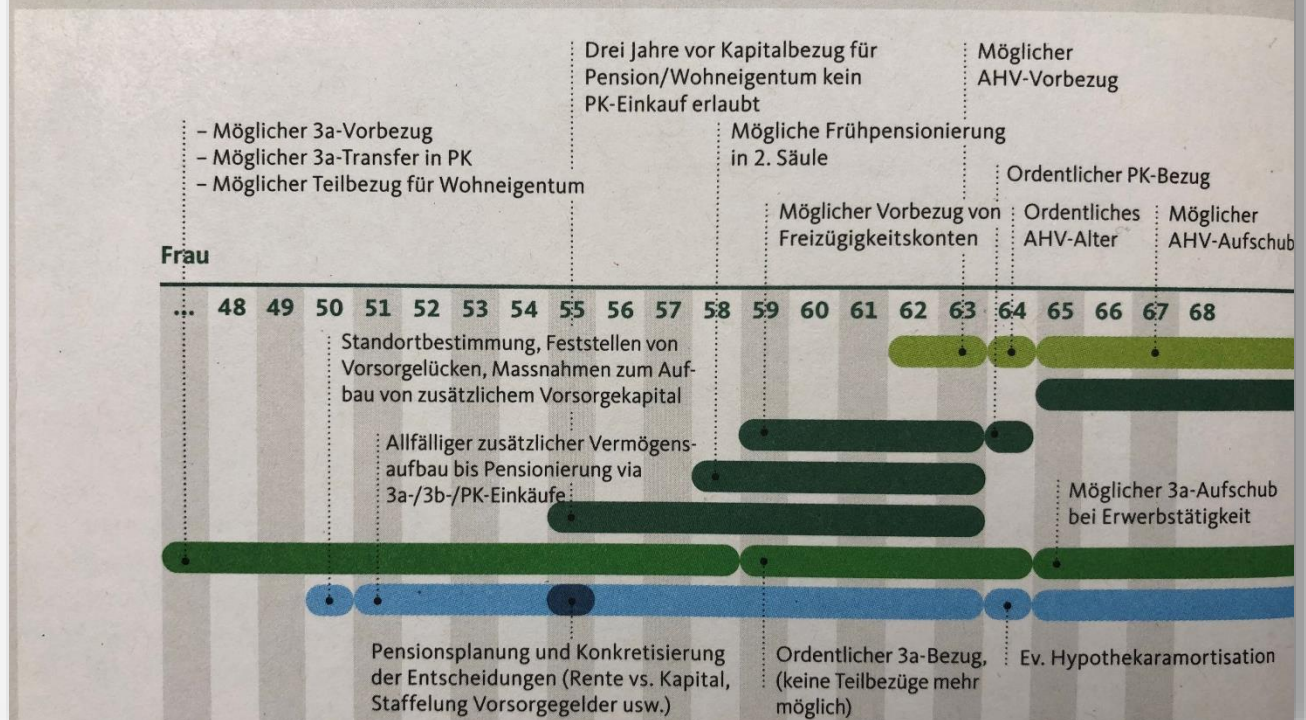 Drei Jahre vor Kapitalbezug für
Pension/Wohneigentum kein
PK-Einkauf erlaubt
Möglicher
AHV-Vorbezug
– Möglicher 3a-Vorbezug
– Möglicher 3a-Transfer in PK
– Möglicher Teilbezug für Wohneigentum
Mögliche Frühpensionierung
in 2. Säule
Ordentlicher PK-Bezug
Möglicher Vorbezug von
Freizügigkeitskonten
Ordentliches
AHV-Alter
Möglicher
AHV-Aufschub
Frau
... 48 49 50 51 52 53 54 55 56 57 58 59 60 61 62 63 64 65 66 67 68
Standortbestimmung, Feststellen von
Vorsorgelücken, Massnahmen zum Auf-
bau von zusätzlichem Vorsorgekapital
Allfälliger zusätzlicher Vermögens-
aufbau bis Pensionierung via
3a-/3b-/PK-Einkäufe
Möglicher 3a-Aufschub
bei Erwerbstätigkeit
Pensionsplanung und Konkretisierung
der Entscheidungen (Rente vs. Kapital,
Staffelung Vorsorgegelder usw.)
Ordentlicher 3a-Bezug,
(keine Teilbezüge mehr
möglich)
Ev. Hypothekaramortisation